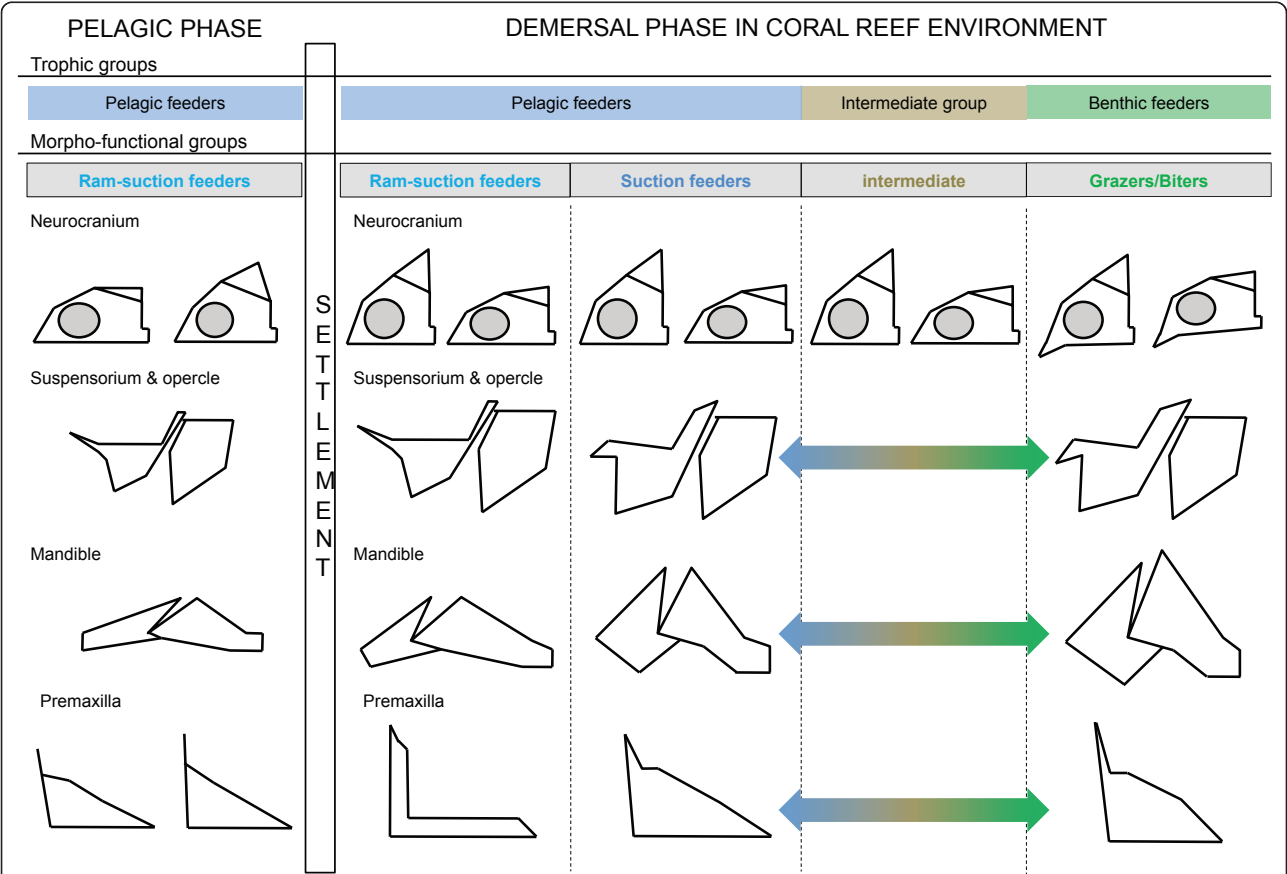 PELAGIC PHASE
DEMERSAL PHASE IN CORAL REEF ENVIRONMENT
Trophic groups
Pelagic feeders
Pelagic feeders
Intermediate group
Benthic feeders
Morpho-functional groups
Ram-suction feeders
Ram-suction feeders
Suction feeders
intermediate
Grazers/Biters
SETTLEMENT
Neurocranium
Neurocranium
Suspensorium & opercle
Suspensorium & opercle
Mandible
Mandible
Premaxilla
Premaxilla